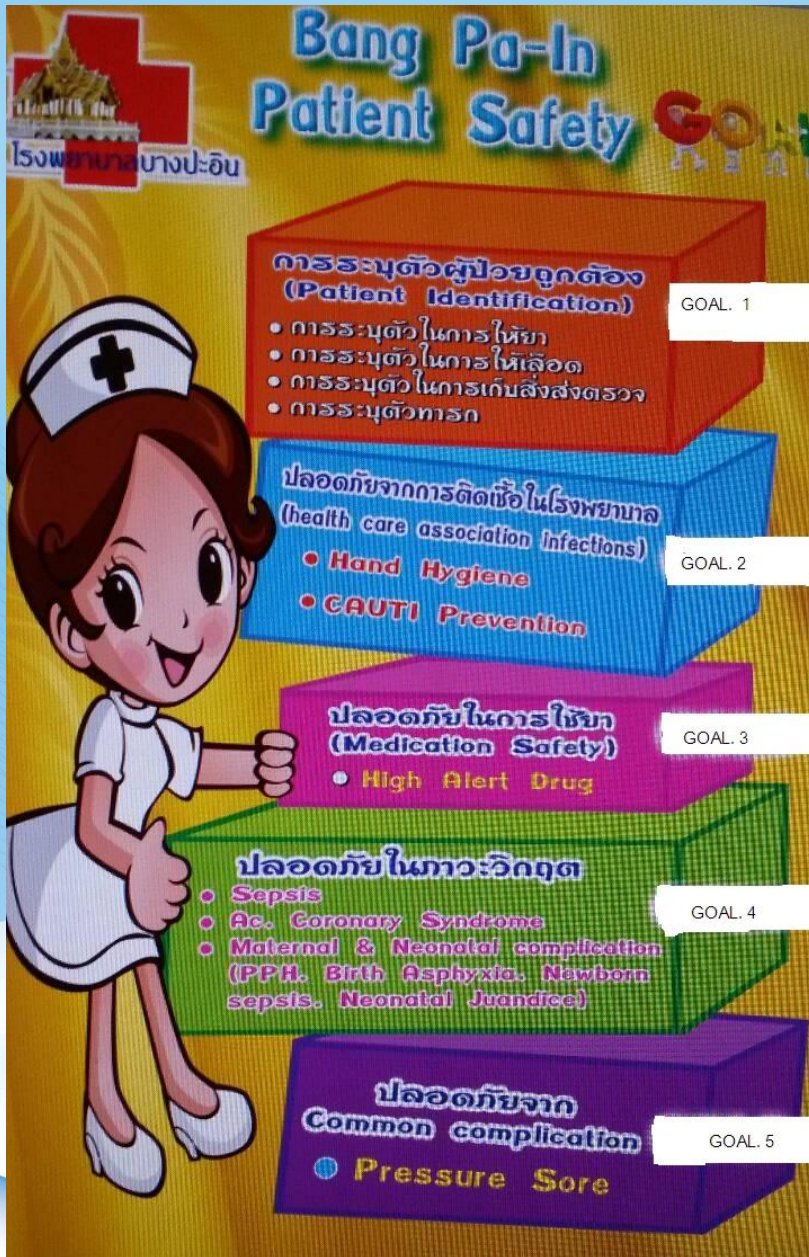 Bang Pa-In
Patient Safety GOAL
โรงพยาบาลบางปะอิน
การระบุตัวผู้ป่วยถูกต้อง
(Patient Identification)
GOAL. 1
• การระบุตัวในการให้ยา
• การระบุตัวในการให้เลือด
• การระบุตัวในการเก็บสิ่งส่งตรวจ
• การระบุตัวทารก
ปลอดภัยจากการติดเชื้อในโรงพยาบาล
(health care association infections)
GOAL. 2
• Hand Hygiene
• CAUTI Prevention
ปลอดภัยในการใช้ยา
(Medication Safety)
GOAL. 3
• High Alert Drug
ปลอดภัยในภาวะวิกฤต
• Sepsis
• Ac. Coronary Syndrome
GOAL. 4
• Maternal & Neonatal complication
(PPH. Birth Asphyxia. Newborn
sepsis. Neonatal Juandice)
ปลอดภัยจาก
Common complication
GOAL. 5
• Pressure Sore